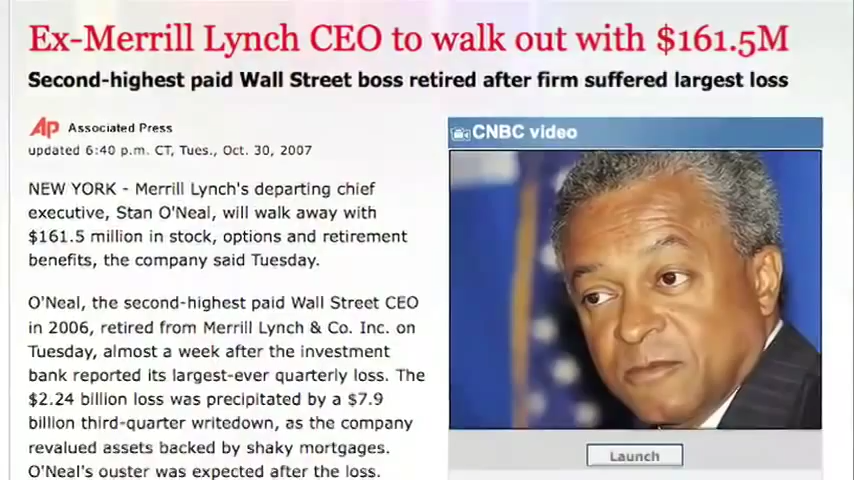 Ex-Merrill Lynch CEO to walk out with $161.5M
Second-highest paid Wall Street boss retired after firm suffered largest loss
AP Associated Press
updated 6:40 p.m. CT, Tues., Oct. 30, 2007
NEW YORK - Merrill Lynch's departing chief
executive, Stan O'Neal, will walk away with
$161.5 million in stock, options and retirement
benefits, the company said Tuesday.
O'Neal, the second-highest paid Wall Street CEO
in 2006, retired from Merrill Lynch & Co. Inc. on
Tuesday, almost a week after the investment
bank reported its largest-ever quarterly loss. The
$2.24 billion loss was precipitated by a $7.9
billion third-quarter writedown, as the company
revalued assets backed by shaky mortgages.
O'Neal's ouster was expected after the loss.
CNBC video
Launch